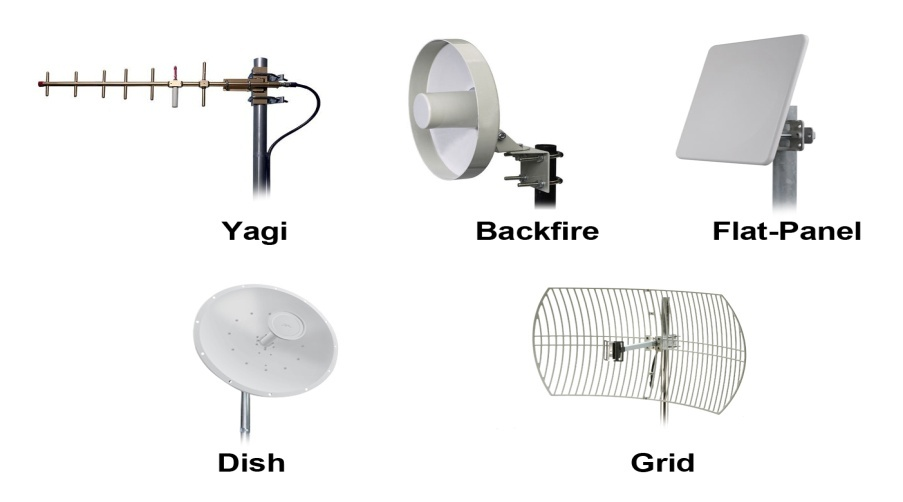 Yagi
Backfire
Flat-Panel
Dish
Grid